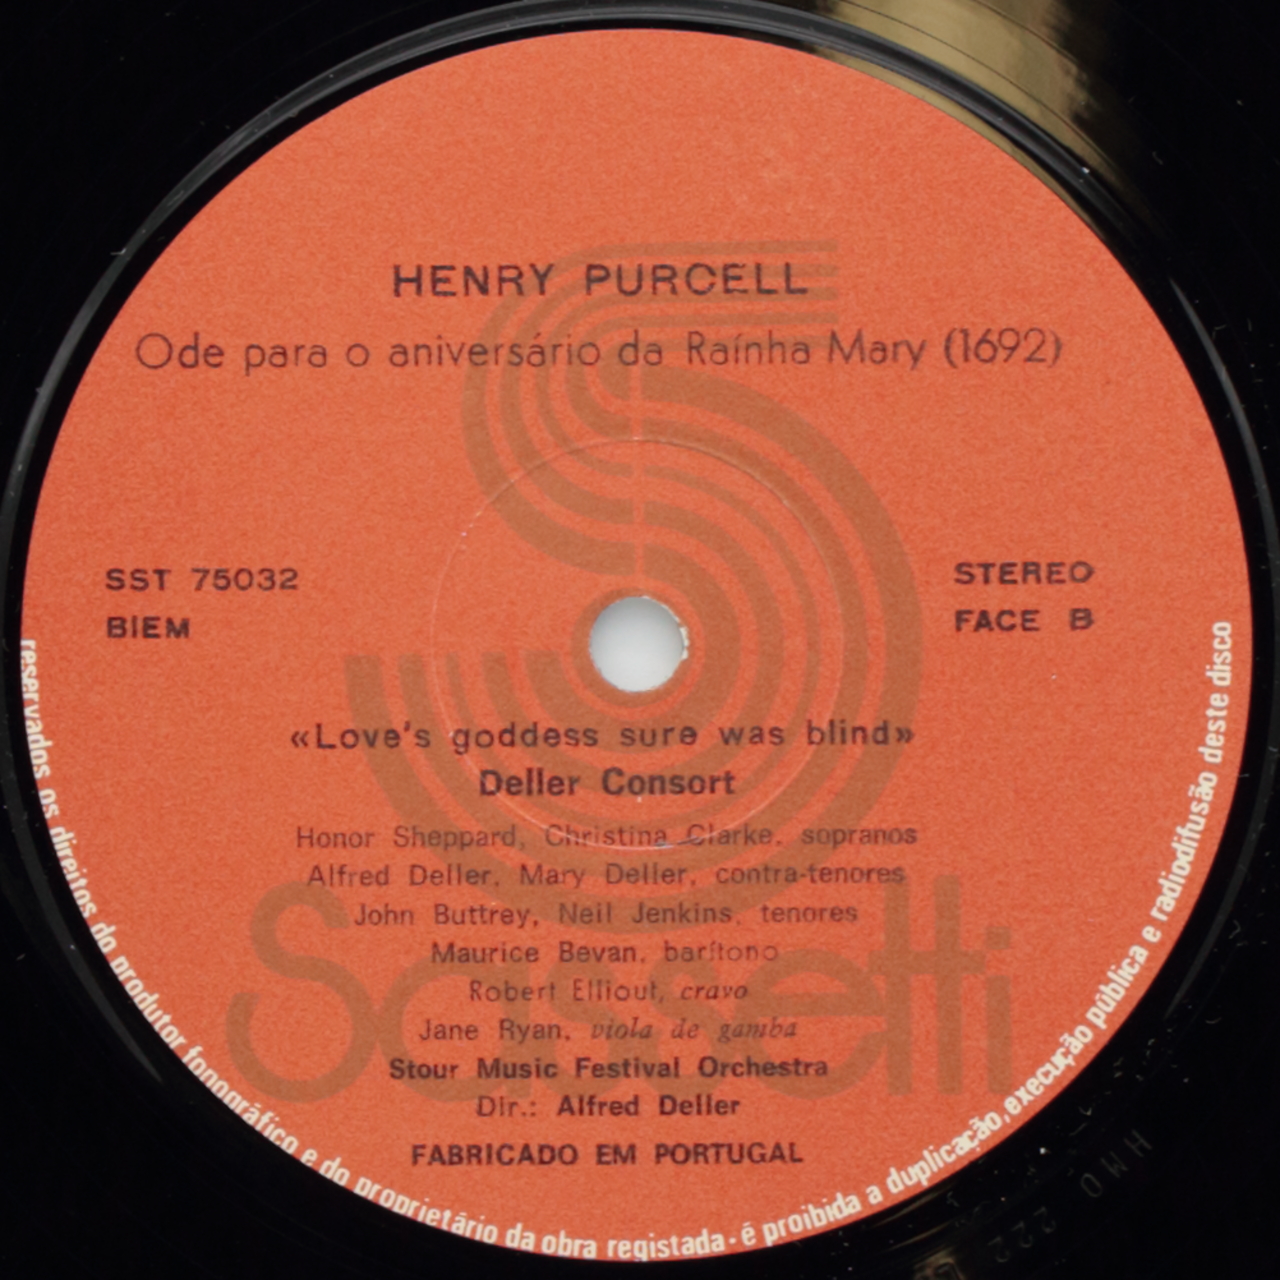 HENRY PURCELL
Ode para o aniversário da Raínha Mary (1692)
SST 75032
BIEM
STEREO
FACE B
«Love's goddess sure was blind»
Deller Consort
Honor Sheppard, Christina Clarke, sopranos
Alfred Deller, Mary Deller, contra-tenores
John Buttrey, Neil Jenkins, tenores
Maurice Bevan, barítono
Robert Ellioul, cravo
Jane Ryan, viola de gamba
Stour Music Festival Orchestra
Dir.: Alfred Deller
FABRICADO EM PORTUGAL
Sassetti
reservados os direitos do produtor fonográfico e do proprietário da obra registada-é proibida a duplicação, execução pública e radiodifusão deste disco
HMO 222